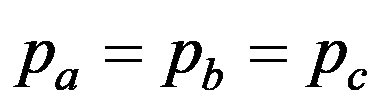 p_a = p_b = p_c